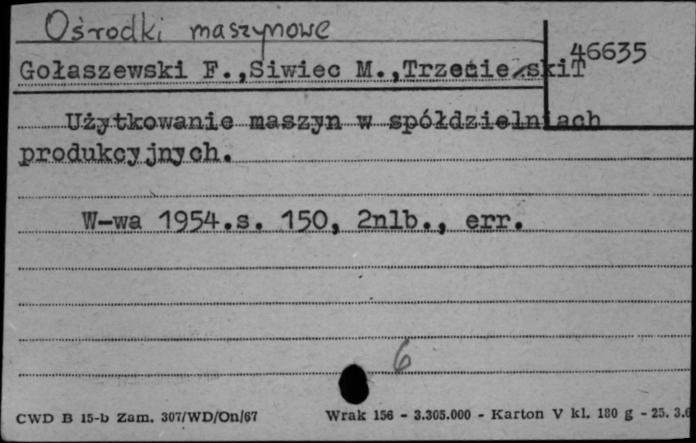 Ośrodki maszynowe
46635
Gołaszewski F.,Siwiec M.,
Użytkowanie maszyn w spółdzielniach
produkcyjnych.
W-wa 1954.s. 150, 2nlb., err.
6
CWD B 15-b Zam. 307/WD/On/67 Wrak 156 - 3.305.000 - Karton V kl. 180 g - 25. 3.6